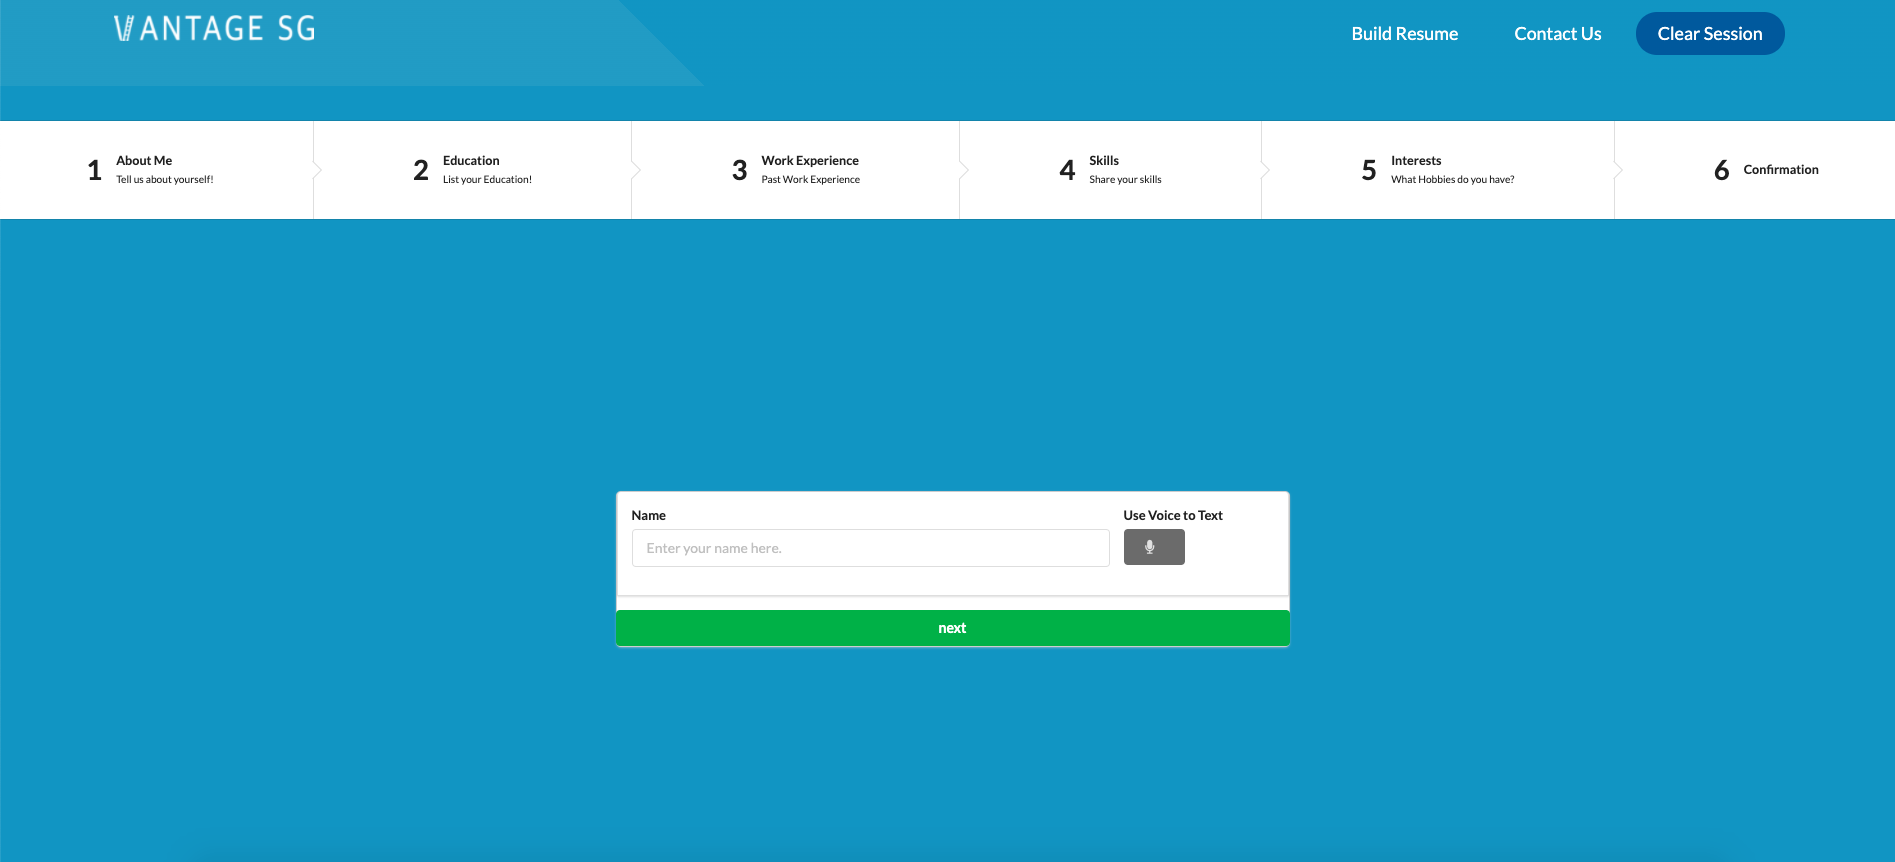 VANTAGE SG
Build Resume
Contact Us
Clear Session
1
About Me
Tell us about yourself!
2
Education
List your Education!
3
Work Experience
Past Work Experience
4
Skills
Share your skills
5
Interests
What Hobbies do you have?
6
Confirmation
Name
Use Voice to Text
Enter your name here.
next